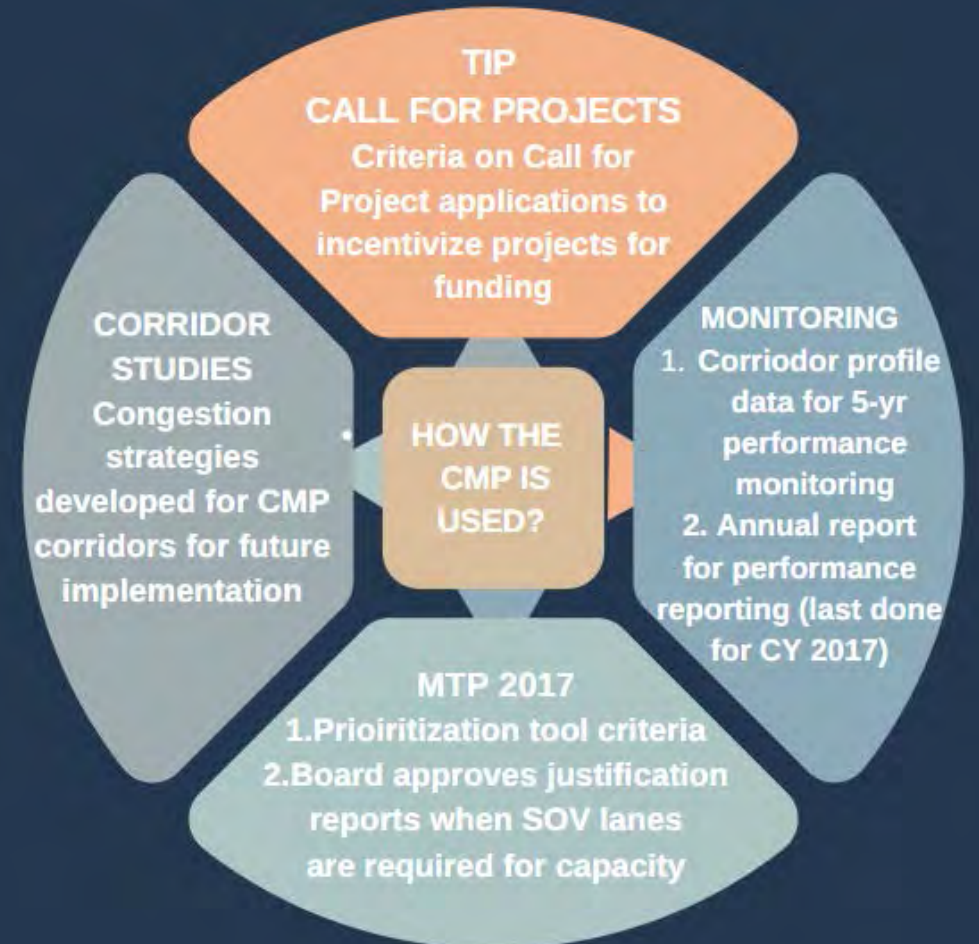 TIP
CALL FOR PROJECTS
Criteria on Call for
Project applications to
incentivize projects for
funding
CORRIDOR
STUDIES
Congestion
strategies
developed for CMP
corridors for future
implementation
•
HOW THE
CMP IS
USED?
MONITORING
1. Corriodor profile
data for 5-yr
performance
monitoring
2. Annual report
for performance
reporting (last done
for CY 2017)
MTP 2017
1.Prioiritization tool criteria
2.Board approves justification
reports when SOV lanes
are required for capacity